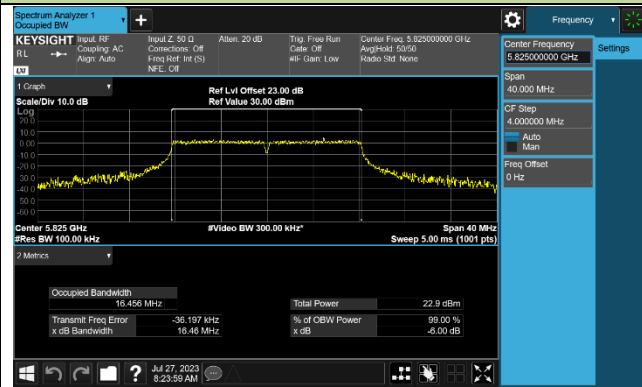 Spectrum Analyzer 1
Occupied BW
+
Frequency
KEYSIGHT
RL
LXI
Input: RF
Coupling: AC
Align: Auto
Input Z: 50 Ω
Corrections: Off
Freq Ref: Int (S)
NFE: Off
Atten: 20 dB
Trig: Free Run
Gate: Off
#IF Gain: Low
Center Freq: 5.825000000 GHz
Avg|Hold: 50/50
Radio Std: None
Center Frequency
5.825000000 GHz
Settings
Span
40.000 MHz
CF Step
4.000000 MHz
Auto
Man
Freq Offset
0 Hz
1 Graph
Scale/Div 10.0 dB
Ref Lvl Offset 23.00 dB
Ref Value 30.00 dBm
Log
20.0
10.0
0.00
-10.0
-20.0
-30.0
-40.0
-50.0
-60.0
Center 5.825 GHz
#Video BW 300.00 kHz*
Span 40 MHz
#Res BW 100.00 kHz
Sweep 5.00 ms (1001 pts)
2 Metrics
Occupied Bandwidth
16.456 MHz
Total Power 22.9 dBm
Transmit Freq Error -36.197 kHz
% of OBW Power 99.00 %
x dB Bandwidth 16.46 MHz
x dB -6.00 dB
?
Jul 27, 2023
8:23:59 AM